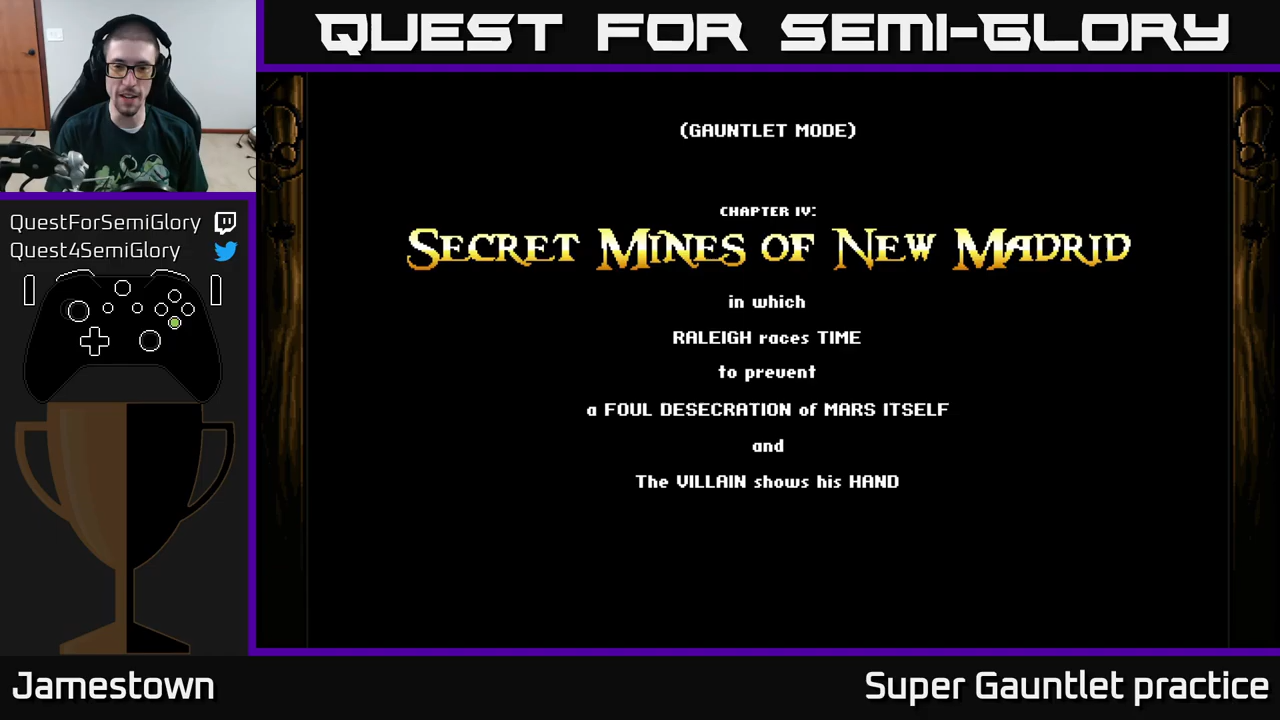 QUEST FOR SEMI-GLORY
QuestForSemiGlory
Quest4SemiGlory
(GAUNTLET MODE)
CHAPTER IV:
SECRET MINES OF NEW MADRID
in which
RALEIGH races TIME
to prevent
a FOUL DESECRATION of MARS ITSELF
and
The VILLAIN shows his HAND
Jamestown
Super Gauntlet practice